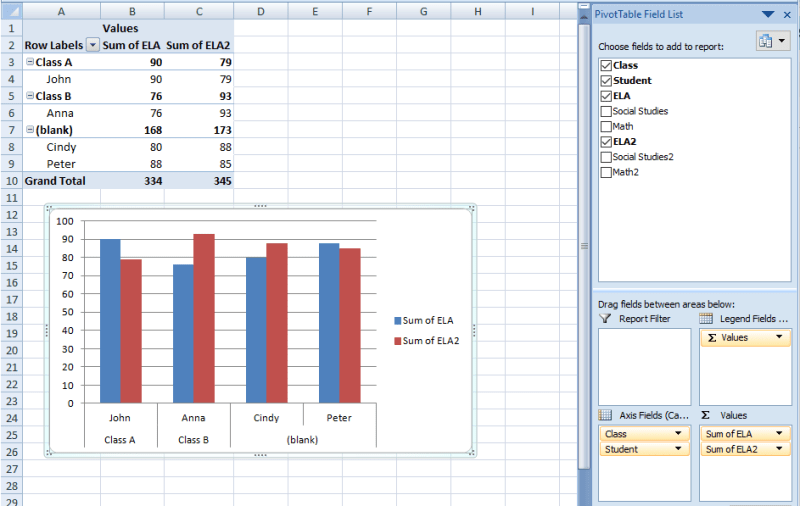 A B C D E F G H I
1 Values
2 Row Labels Sum of ELA Sum of ELA2
3 Class A 90 79
4 John 90 79
5 Class B 76 93
6 Anna 76 93
7 (blank) 168 173
8 Cindy 80 88
9 Peter 88 85
10 Grand Total 334 345
11
12
13
14
15
16
17
18
19
20
21
22
23
24
25
26
27
28
29
100
90
80
70
60
50
40
30
20
10
0
John Anna Cindy Peter
Class A Class B (blank)
Sum of ELA
Sum of ELA2
PivotTable Field List
Choose fields to add to report:
Class
Student
ELA
Social Studies
Math
ELA2
Social Studies2
Math2
Drag fields between areas below:
Report Filter Legend Fields ...
Σ Values
Axis Fields (Ca... Σ Values
Class Sum of ELA
Student Sum of ELA2